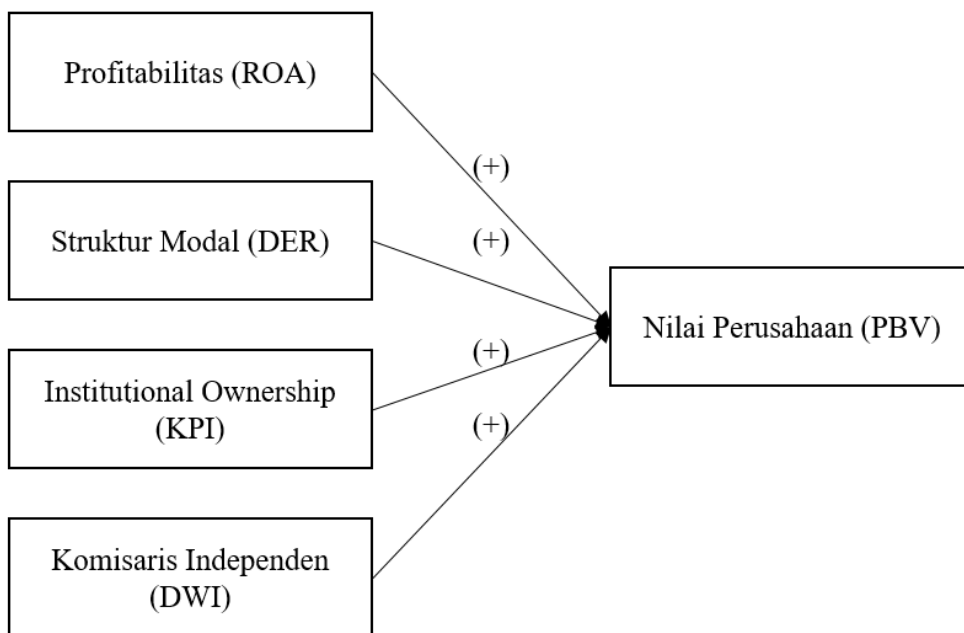 Profitabilitas (ROA)
(+)
Struktur Modal (DER)
(+)
Nilai Perusahaan (PBV)
Institutional Ownership
(KPI)
(+)
(+)
Komisaris Independen
(DWI)